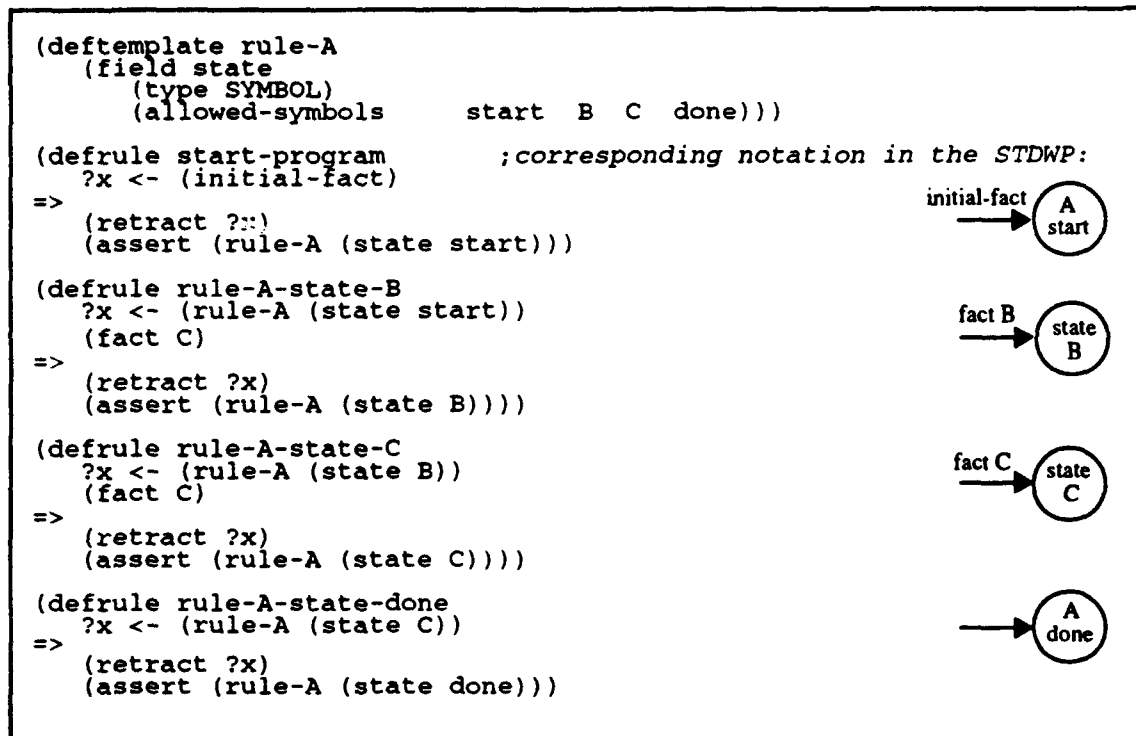 (deftemplate rule-A
(field state
(type SYMBOL)
(allowed-symbols start B C done)))
(defrule start-program ;corresponding notation in the STDWP:
?x <- (initial-fact)
=>
(retract ?x)
(assert (rule-A (state start)))
initial-fact
A
start
(defrule rule-A-state-B
?x <- (rule-A (state start))
(fact C)
=>
(retract ?x)
(assert (rule-A (state B))))
fact B
state
B
(defrule rule-A-state-C
?x <- (rule-A (state B))
(fact C)
=>
(retract ?x)
(assert (rule-A (state C))))
fact C
state
C
(defrule rule-A-state-done
?x <- (rule-A (state C))
=>
(retract ?x)
(assert (rule-A (state done)))
A
done